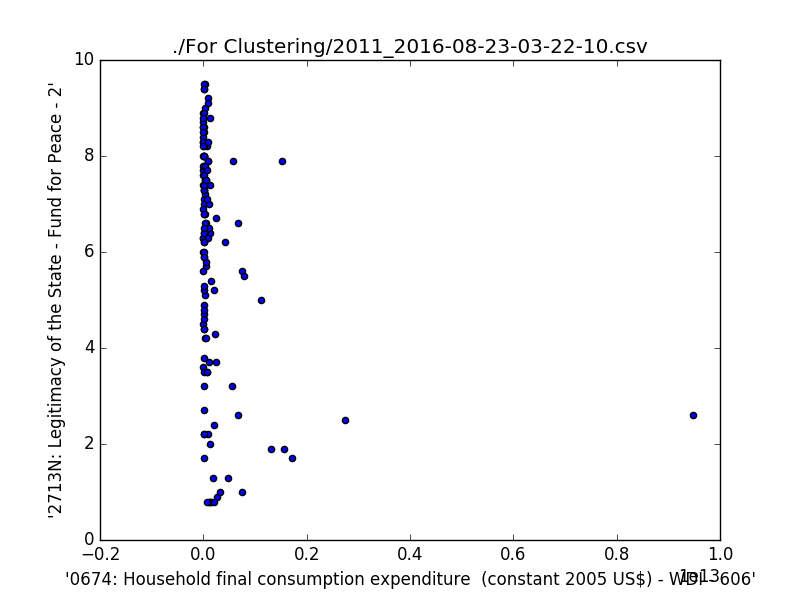 ./For Clustering/2011_2016-08-23-03-22-10.csv
10
8
6
4
2
0
'2713N: Legitimacy of the State - Fund for Peace - 2'
−0.2 0.0 0.2 0.4 0.6 0.8 1.0
1e13
'0674: Household final consumption expenditure (constant 2005 US$) - WDI - 606'